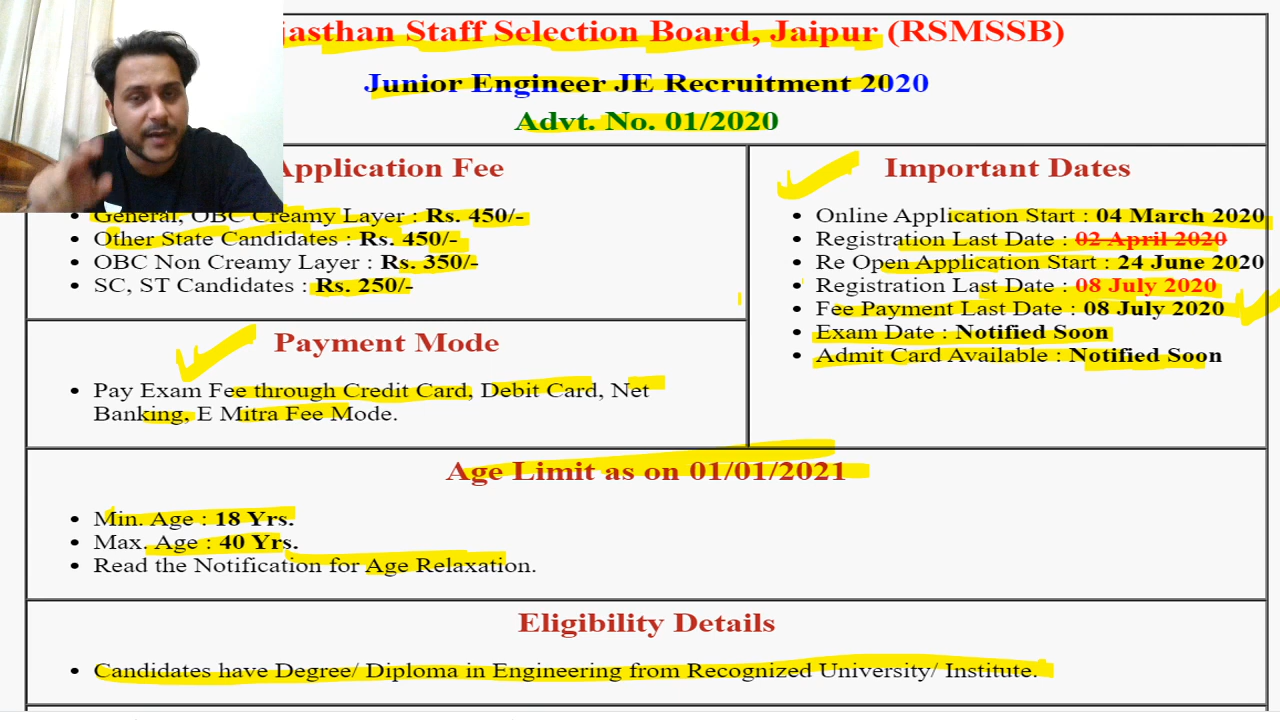 jasthan Staff Selection Board, Jaipur (RSMSSB)
Junior Engineer JE Recruitment 2020
Advt. No. 01/2020
Application Fee
• General, OBC Creamy Layer : Rs. 450/-
• Other State Candidates : Rs. 450/-
• OBC Non Creamy Layer : Rs. 350/-
• SC, ST Candidates : Rs. 250/-
Important Dates
• Online Application Start : 04 March 2020
• Registration Last Date : 02 April 2020
• Re Open Application Start : 24 June 2020
• Registration Last Date : 08 July 2020
• Fee Payment Last Date : 08 July 2020
• Exam Date : Notified Soon
• Admit Card Available : Notified Soon
Payment Mode
• Pay Exam Fee through Credit Card, Debit Card, Net
Banking, E Mitra Fee Mode.
Age Limit as on 01/01/2021
• Min. Age : 18 Yrs.
• Max. Age : 40 Yrs.
• Read the Notification for Age Relaxation.
Eligibility Details
• Candidates have Degree/ Diploma in Engineering from Recognized University/ Institute.